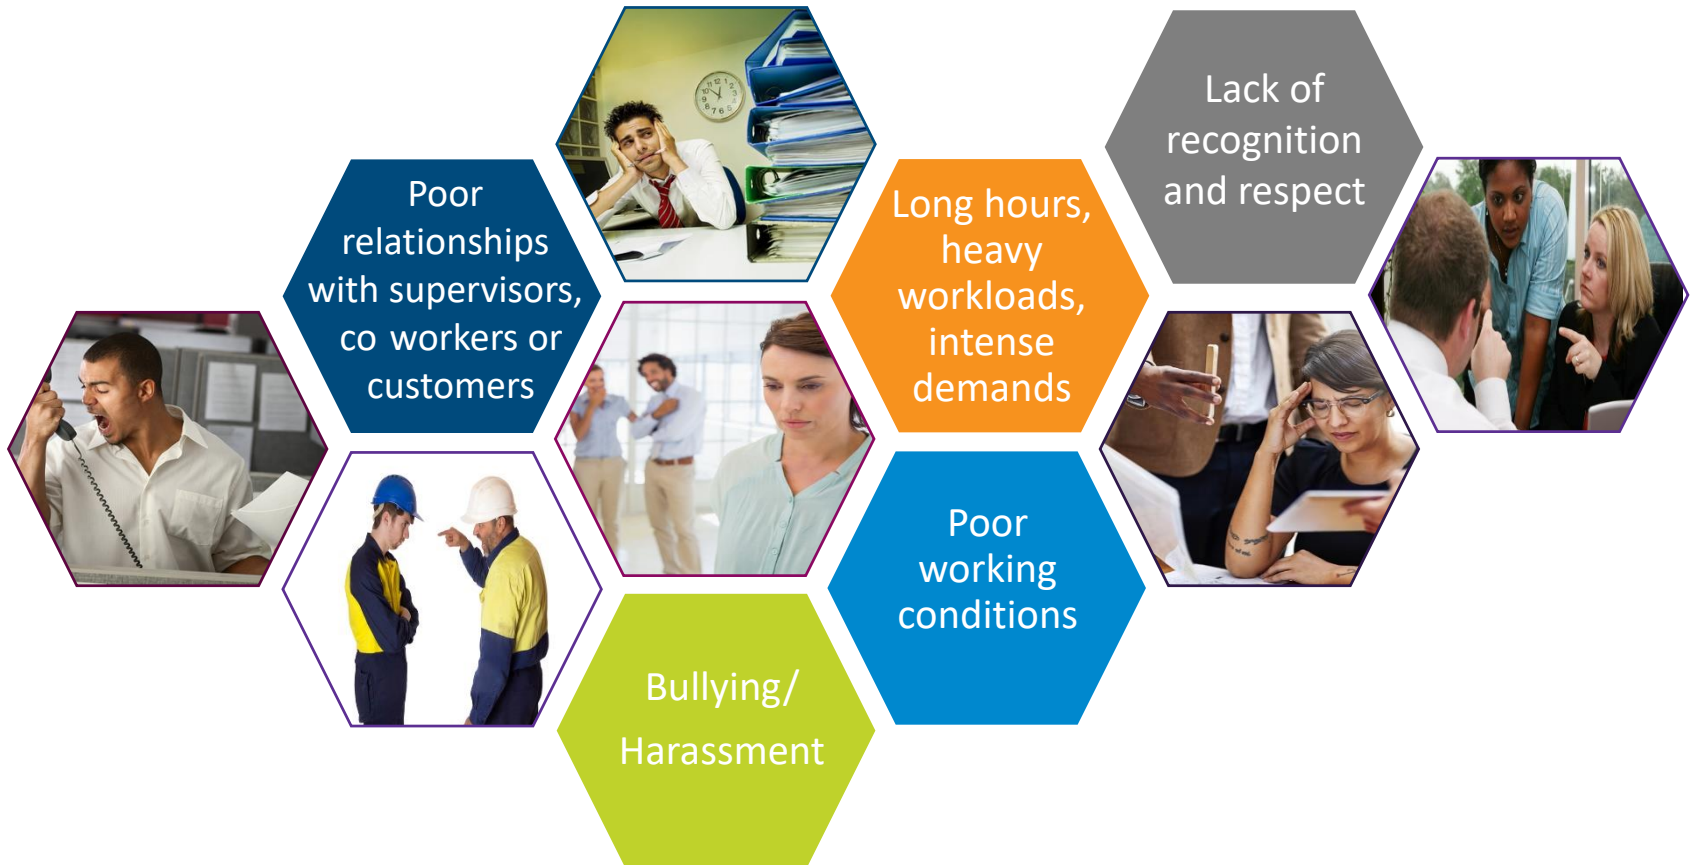 Poor
relationships
with supervisors,
co workers or
customers
Long hours,
heavy
workloads,
intense
demands
Lack of
recognition
and respect
Poor
working
conditions
Bullying/
Harassment